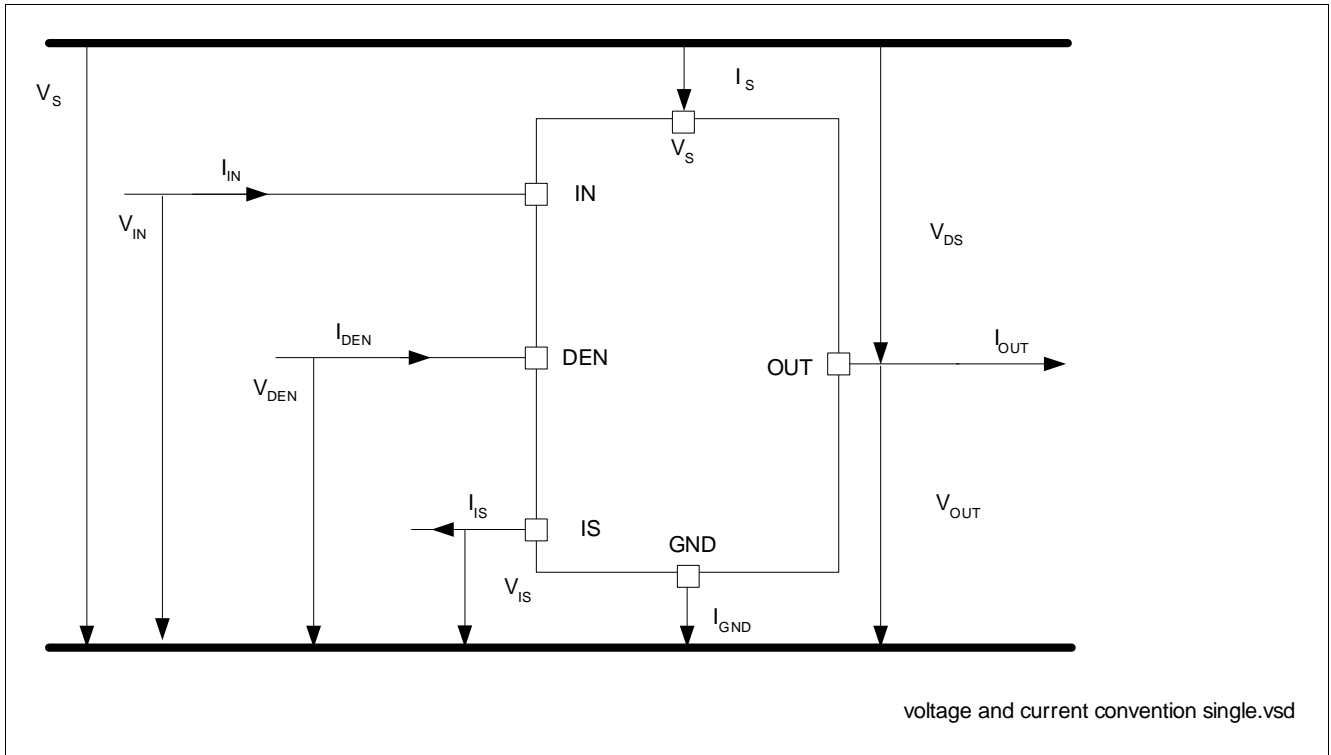 V_S
I_S
V_S
I_IN
IN
V_IN
V_DS
I_DEN
DEN
V_DEN
OUT
I_OUT
I_IS
IS
V_IS
GND
V_OUT
I_GND
voltage and current convention single.vsd